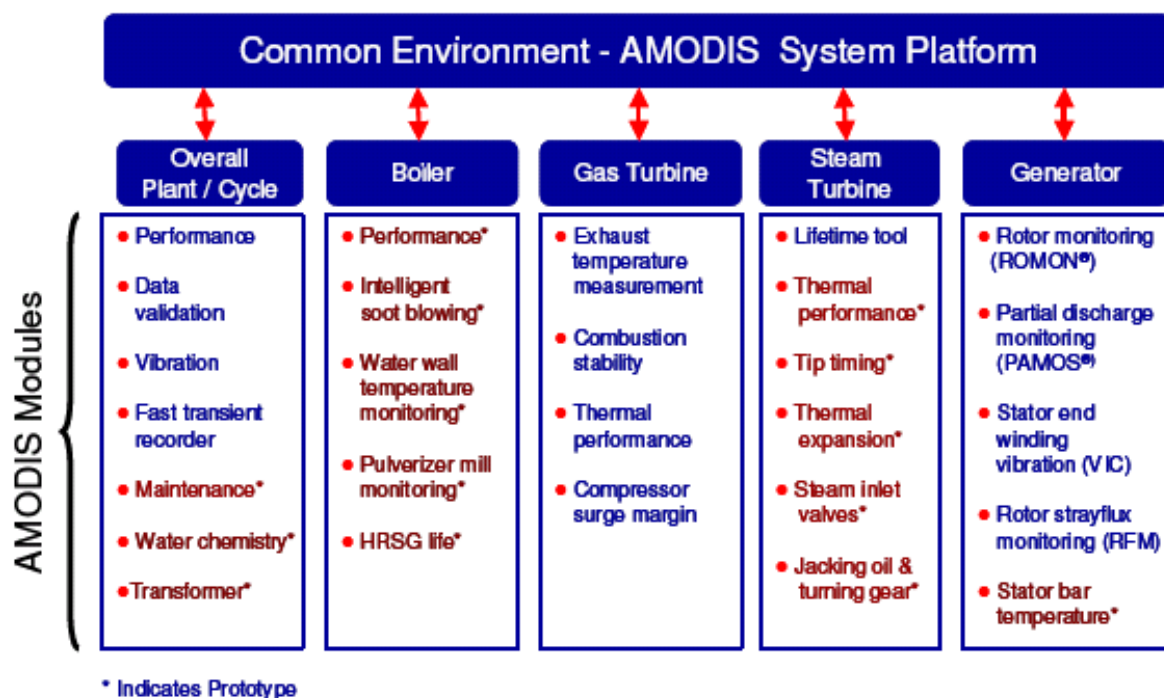 Common Environment - AMODIS System Platform
Overall
Plant / Cycle
Boiler
Gas Turbine
Steam
Turbine
Generator
AMODIS Modules
• Performance
• Data
validation
• Vibration
• Fast transient
recorder
• Maintenance*
• Water chemistry*
• Transformer*
• Performance*
• Intelligent
soot blowing*
• Water wall
temperature
monitoring*
• Pulverizer mill
monitoring*
• HRSG life*
• Exhaust
temperature
measurement
• Combustion
stability
• Thermal
performance
• Compressor
surge margin
• Lifetime tool
• Thermal
performance*
• Tip timing*
• Thermal
expansion*
• Steam inlet
valves*
• Jacking oil &
turning gear*
• Rotor monitoring
(ROMON®)
• Partial discharge
monitoring
(PAMOS®)
• Stator end
winding
vibration (VIC)
• Rotor strayflux
monitoring (RFM)
• Stator bar
temperature*
* Indicates Prototype